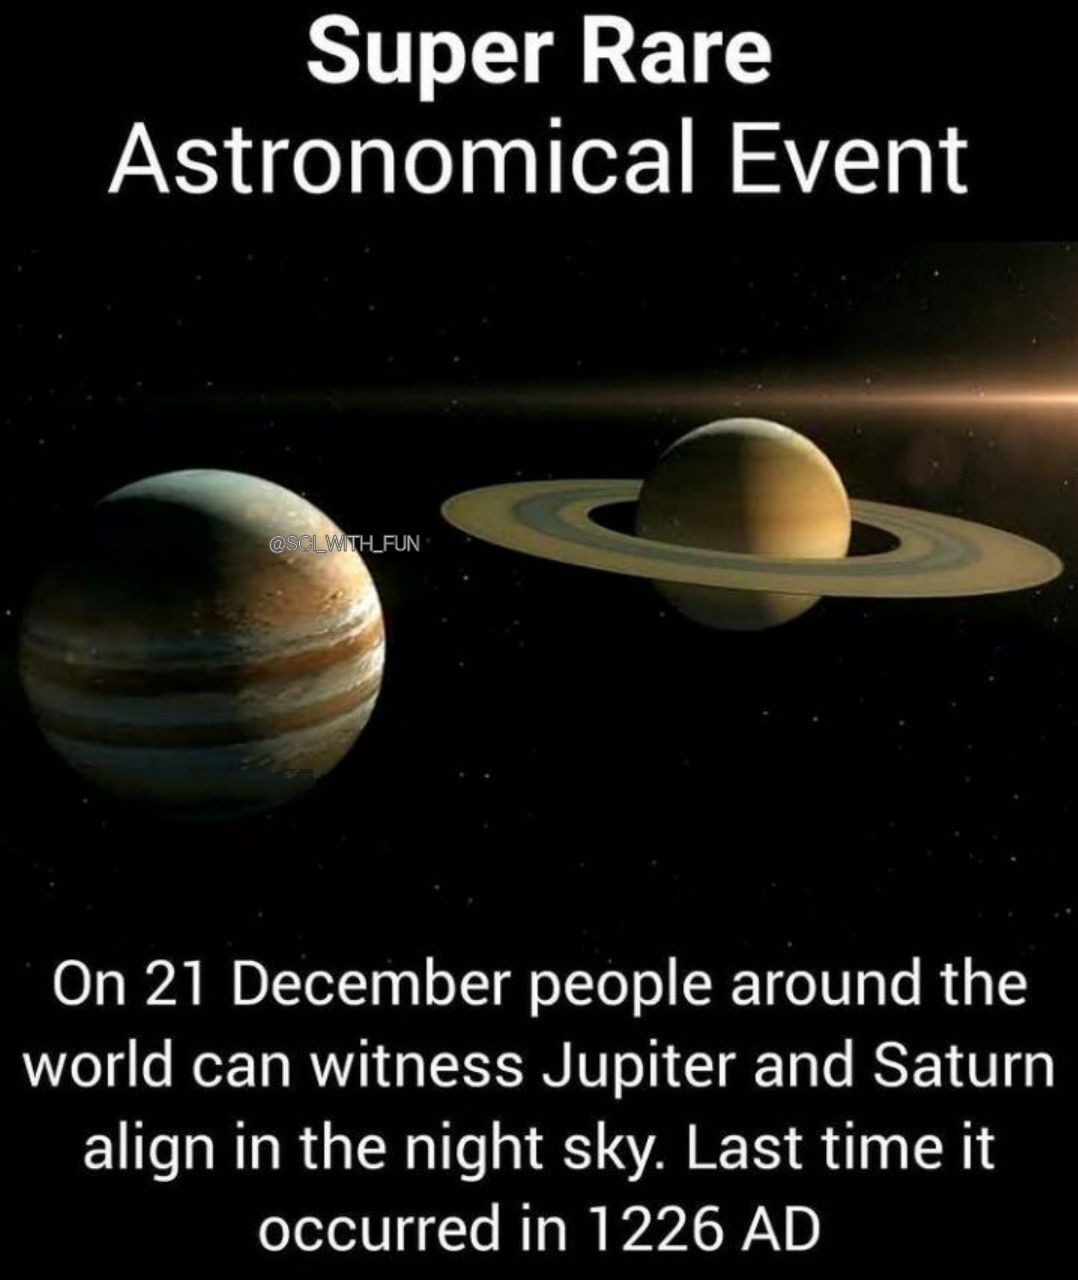 Super Rare
Astronomical Event
@SCL_WITH_FUN
On 21 December people around the
world can witness Jupiter and Saturn
align in the night sky. Last time it
occurred in 1226 AD